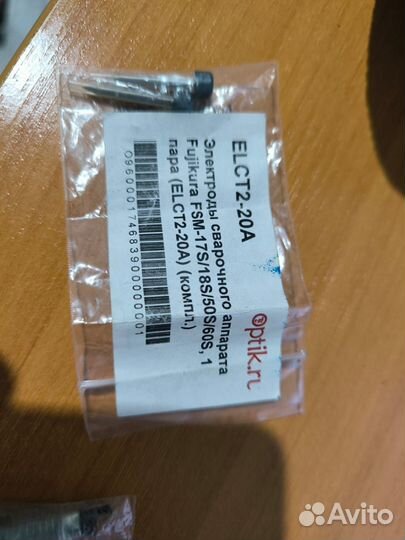 ELCT2-20A
optik.ru
Электроды сварочного аппарата
Fujikura FSM-17S/18S/50S/60S, 1
пара (ELCT2-20A) (компл.)
096000174683900000001
Avito